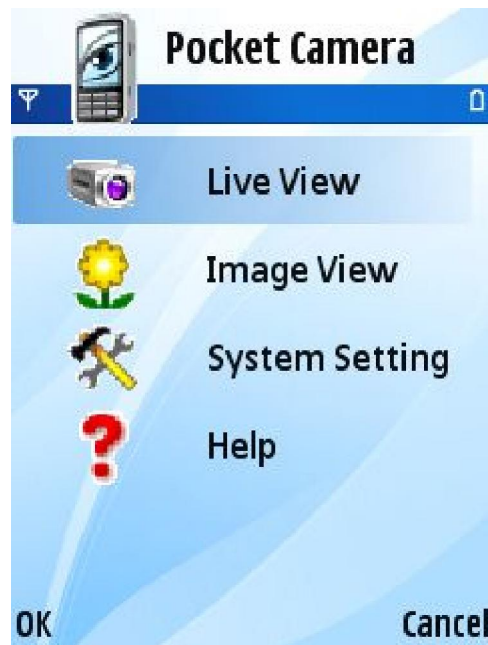 Pocket Camera
Live View
Image View
System Setting
Help
OK Cancel